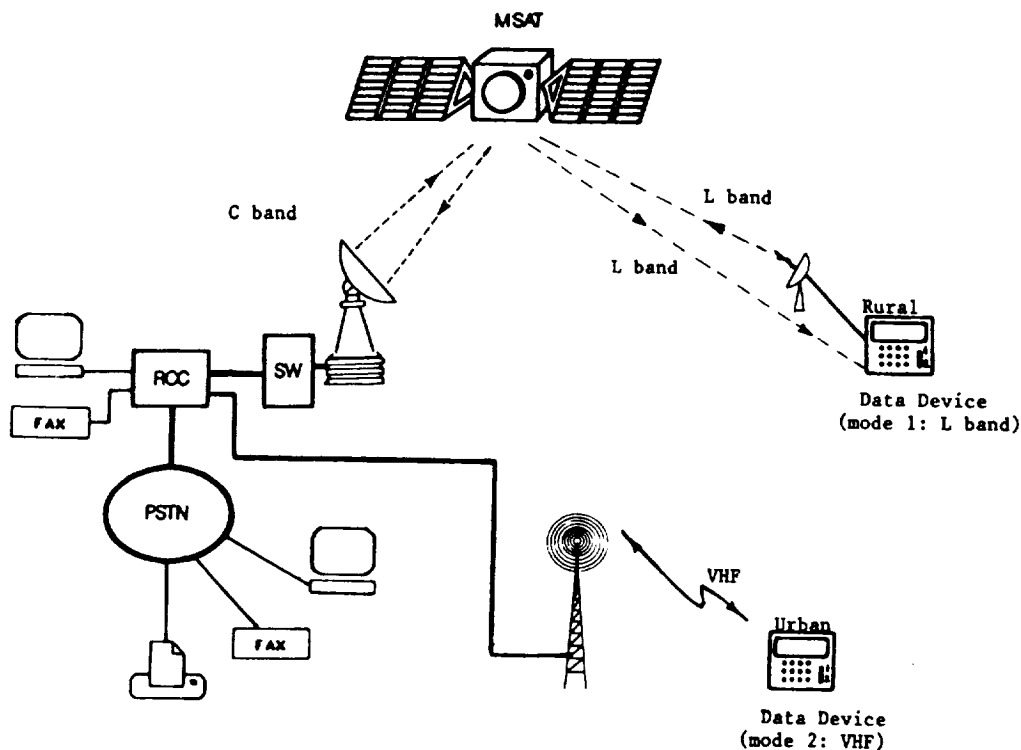 MSAT
C band
L band
L band
Rural
RCC
SW
FAX
Data Device
(mode 1: L band)
PSTN
VHF
Urban
FAX
Data Device
(mode 2: VHF)